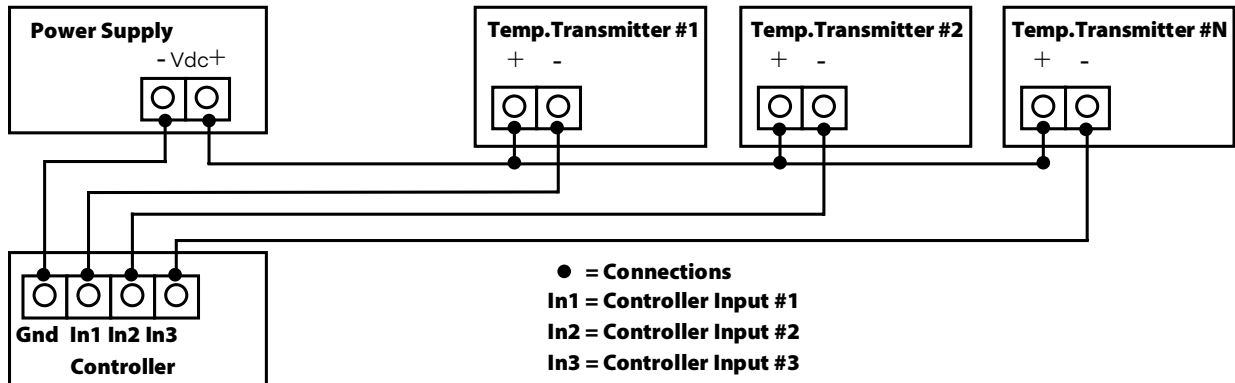 Power Supply
- Vdc+
Temp.Transmitter #1
+ -
Temp.Transmitter #2
+ -
Temp.Transmitter #N
+ -
Gnd In1 In2 In3
Controller
● = Connections
In1 = Controller Input #1
In2 = Controller Input #2
In3 = Controller Input #3